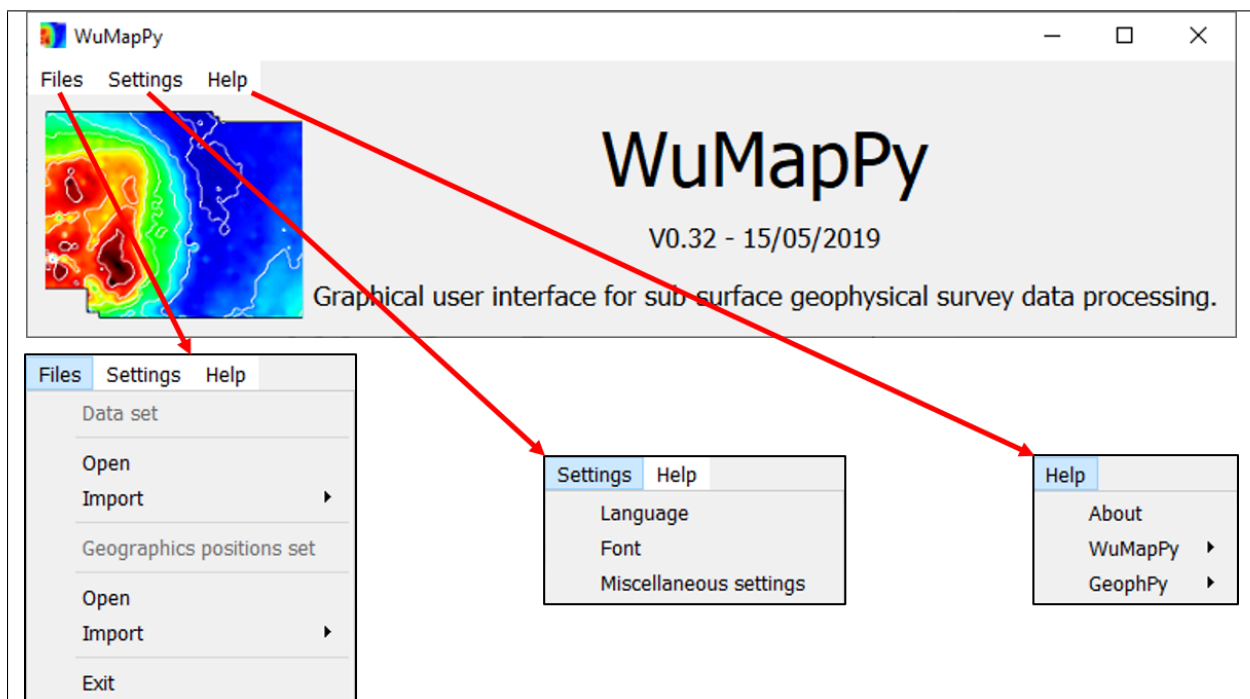 WuMapPy
Files Settings Help
WuMapPy
V0.32 - 15/05/2019
Graphical user interface for sub-surface geophysical survey data processing.
Files Settings Help
Data set
Open
Import
Geographics positions set
Open
Import
Exit
Settings Help
Language
Font
Miscellaneous settings
Help
About
WuMapPy
GeophPy